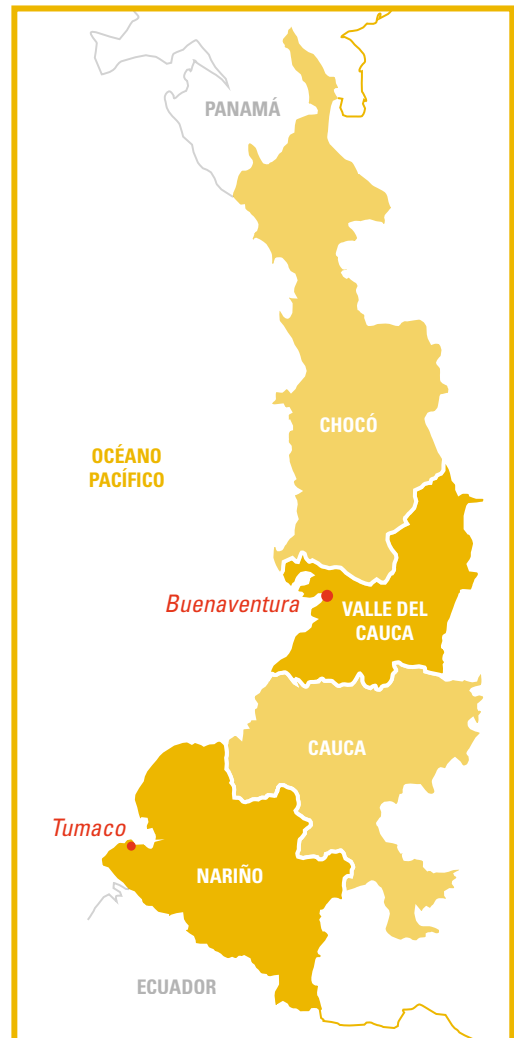 PANAMÁ
CHOCÓ
OCÉANO
PACÍFICO
Buenaventura
VALLE DEL
CAUCA
CAUCA
Tumaco
NARIÑO
ECUADOR